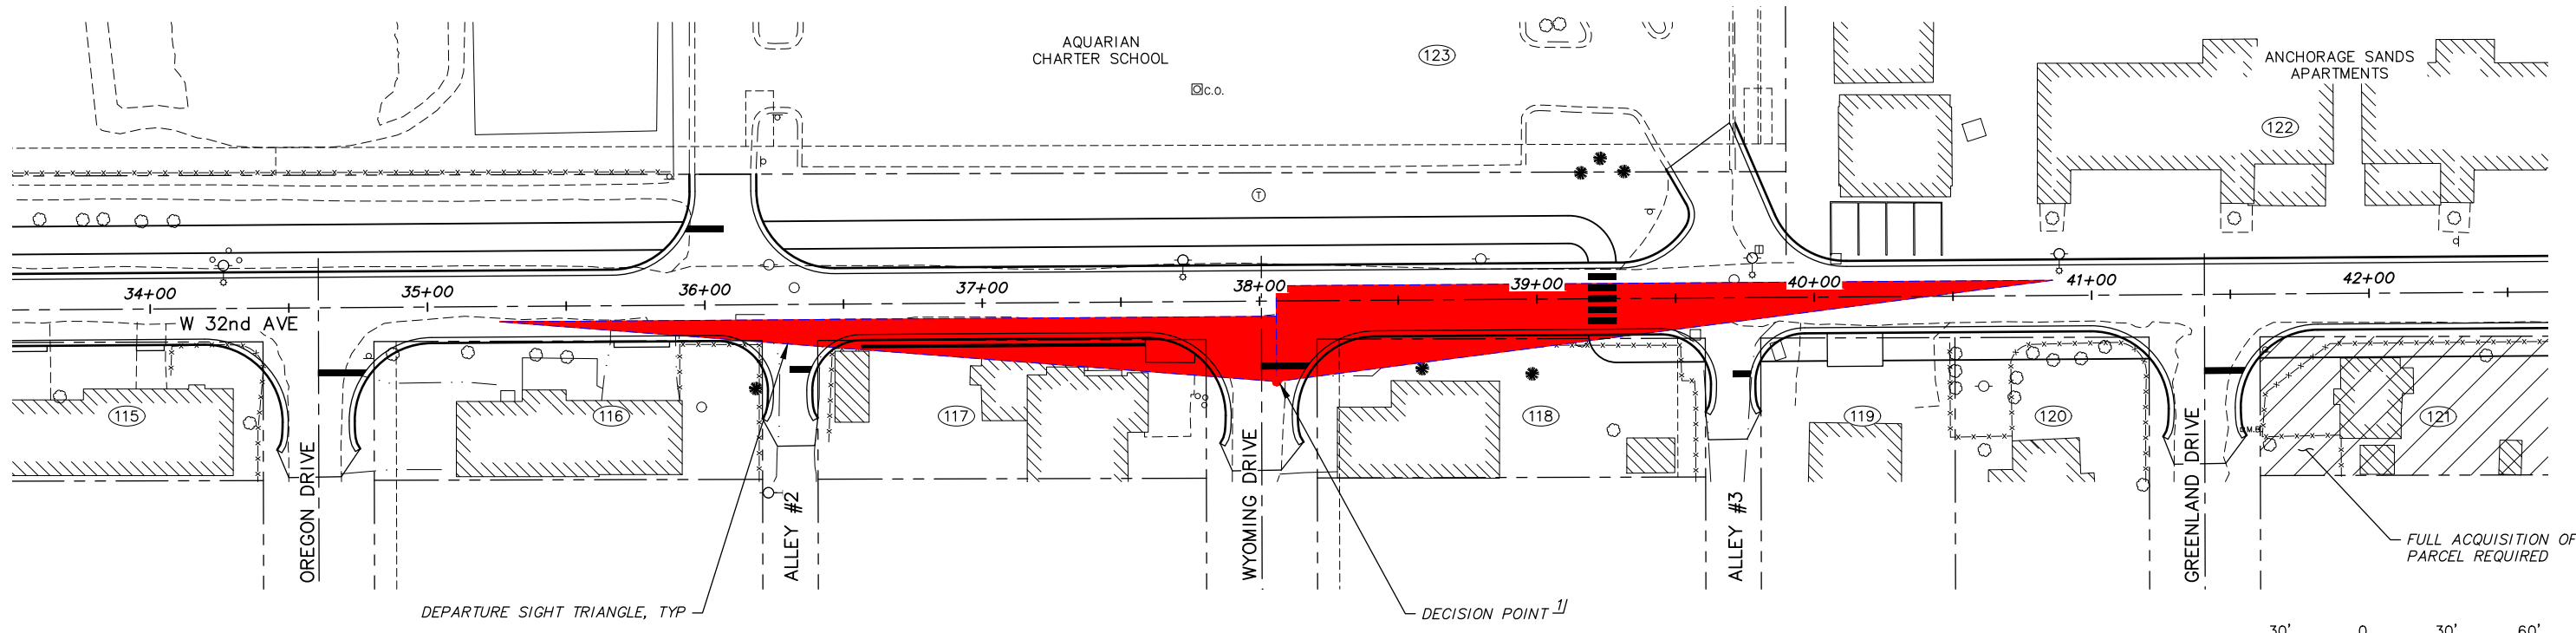 AQUARIAN
CHARTER SCHOOL
123
C.O.
ANCHORAGE SANDS
APARTMENTS
122
T
34+00
35+00
36+00
37+00
38+00
39+00
40+00
41+00
42+00
W 32nd AVE
115
116
117
118
119
120
121
OREGON DRIVE
ALLEY #2
WYOMING DRIVE
ALLEY #3
GREENLAND DRIVE
FULL ACQUISITION OF
PARCEL REQUIRED
DEPARTURE SIGHT TRIANGLE, TYP
DECISION POINT 1/
30' 0 30' 60'